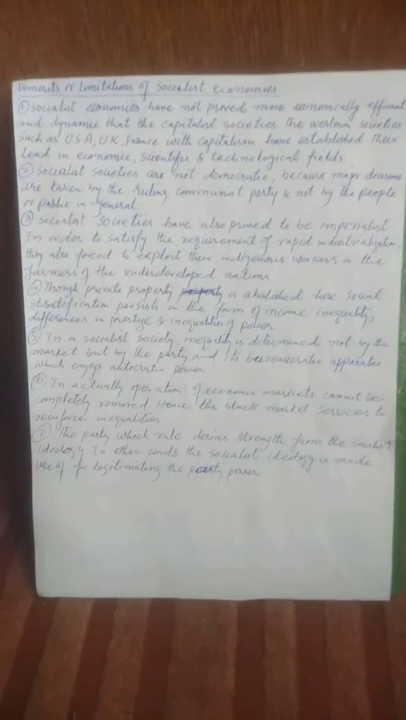 Demerits or Limitations of Socialist economies
① socialist economies have not proved more economically efficient
and dynamic that the capitalist societies the western societies
such as U.S.A, U.K, France with capitalism have established their
lead in economic, scientific & technological fields
② Socialist societies are not democratic, because major decisions
are taken by the ruling communist party & not by the people
or public in general
③ Socialist societies have also proved to be imperialist
In order to satisfy the requirement of rapid industrialization,
they also forced to exploit their indigenous workers or the
farmers of the underdeveloped nations
④ Though private property is abolished here social
stratification persists in the form of income inequality,
differences in prestige & inequalities of power
⑤ In a socialist society, inequality is determined not by the
market but by the party and its bureaucratic apparatus
which enjoys autocratic power
⑥ In actually operation of economic markets cannot be
completely removed Hence the black market services to
reinforce inequalities
⑦ The party which rule derives strength from the socialist
ideology In other words the socialist ideology is made
use of for legitimating the party power